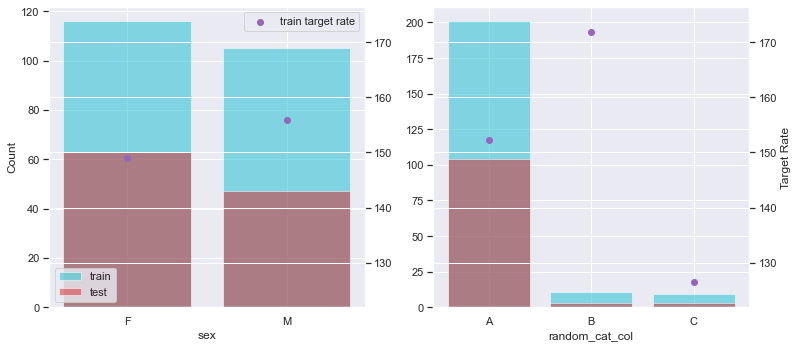 train target rate
120
100
80
60
40
20
0
Count
170
160
150
140
130
train
test
F
M
sex
200
175
150
125
100
75
50
25
0
170
160
150
140
130
Target Rate
A
B
C
random_cat_col